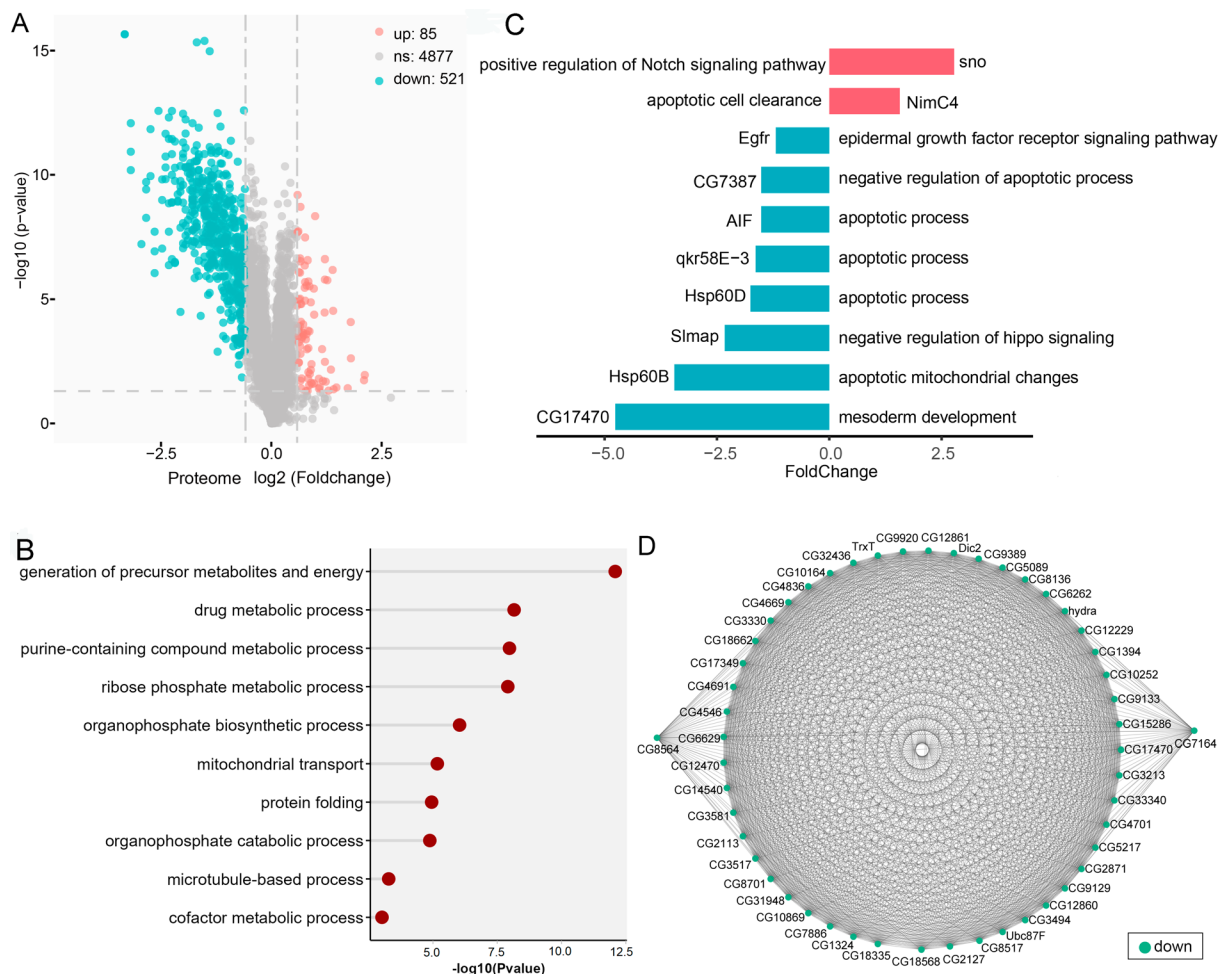 A
up: 85
ns: 4877
down: 521
15
10
5
0
−log10 (p−value)
−2.5
0.0
2.5
Proteome log2 (Foldchange)
C
positive regulation of Notch signaling pathway
sno
apoptotic cell clearance
NimC4
Egfr
epidermal growth factor receptor signaling pathway
CG7387
negative regulation of apoptotic process
AIF
apoptotic process
qkr58E−3
apoptotic process
Hsp60D
apoptotic process
Slmap
negative regulation of hippo signaling
Hsp60B
apoptotic mitochondrial changes
CG17470
mesoderm development
−5.0
−2.5
0.0
2.5
FoldChange
B
generation of precursor metabolites and energy
drug metabolic process
purine-containing compound metabolic process
ribose phosphate metabolic process
organophosphate biosynthetic process
mitochondrial transport
protein folding
organophosphate catabolic process
microtubule-based process
cofactor metabolic process
5.0
7.5
10.0
12.5
-log10(Pvalue)
D
CG9920
CG12861
Dic2
CG9389
CG5089
CG8136
CG6262
hydra
CG12229
CG1394
CG10252
CG9133
CG15286
CG7164
CG17470
CG3213
CG33340
CG4701
CG5217
CG2871
CG9129
CG12860
CG3494
Ubc87F
CG8517
CG2127
CG18568
CG18335
CG1324
CG7886
CG10869
CG31948
CG8701
CG3517
CG2113
CG3581
CG14540
CG12470
CG8564
CG6629
CG4546
CG4691
CG17349
CG18662
CG3330
CG4669
CG4836
CG10164
CG32436
TrxT
down